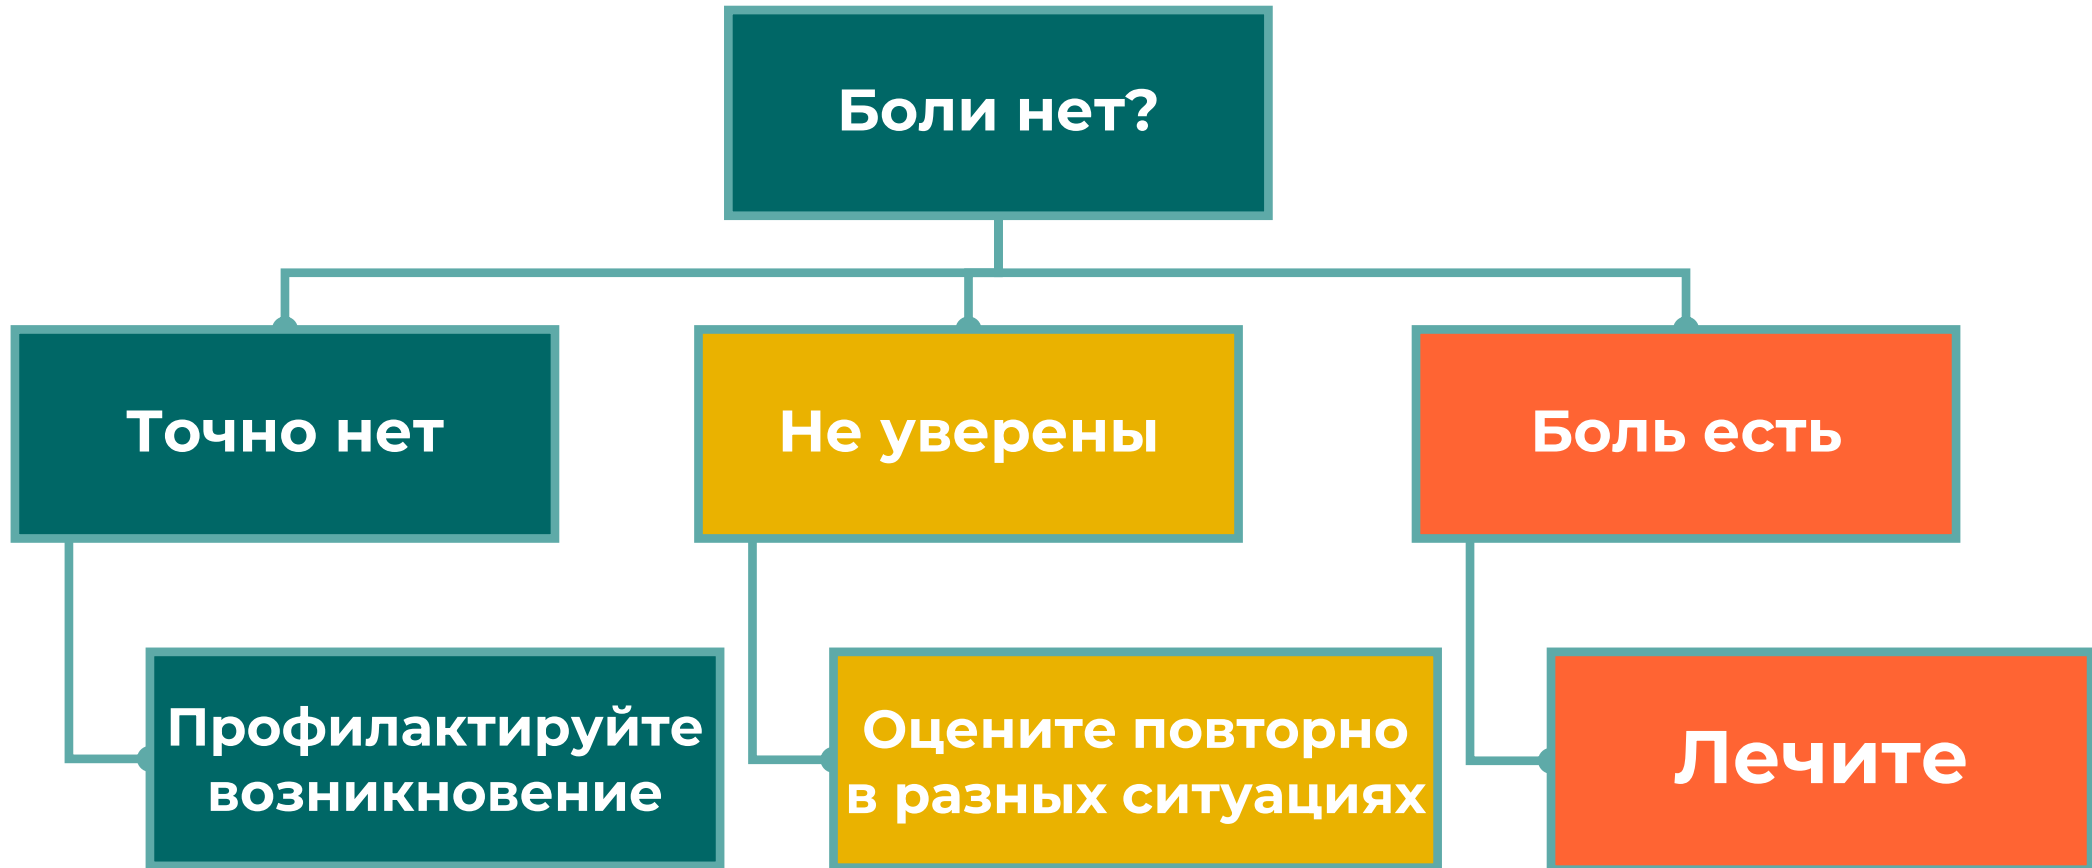 Боли нет?
Точно нет
Не уверены
Боль есть
Профилактируйте
возникновение
Оцените повторно
в разных ситуациях
Лечите